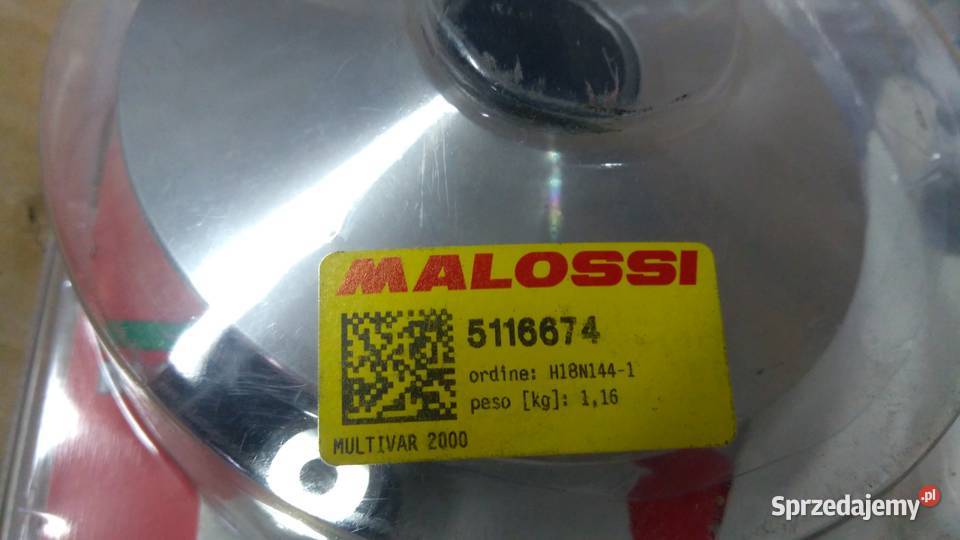 MALOSSI
5116674
ordine: H18N144-1
peso [kg]: 1,16
MULTIVAR 2000
Sprzedajemy.pl